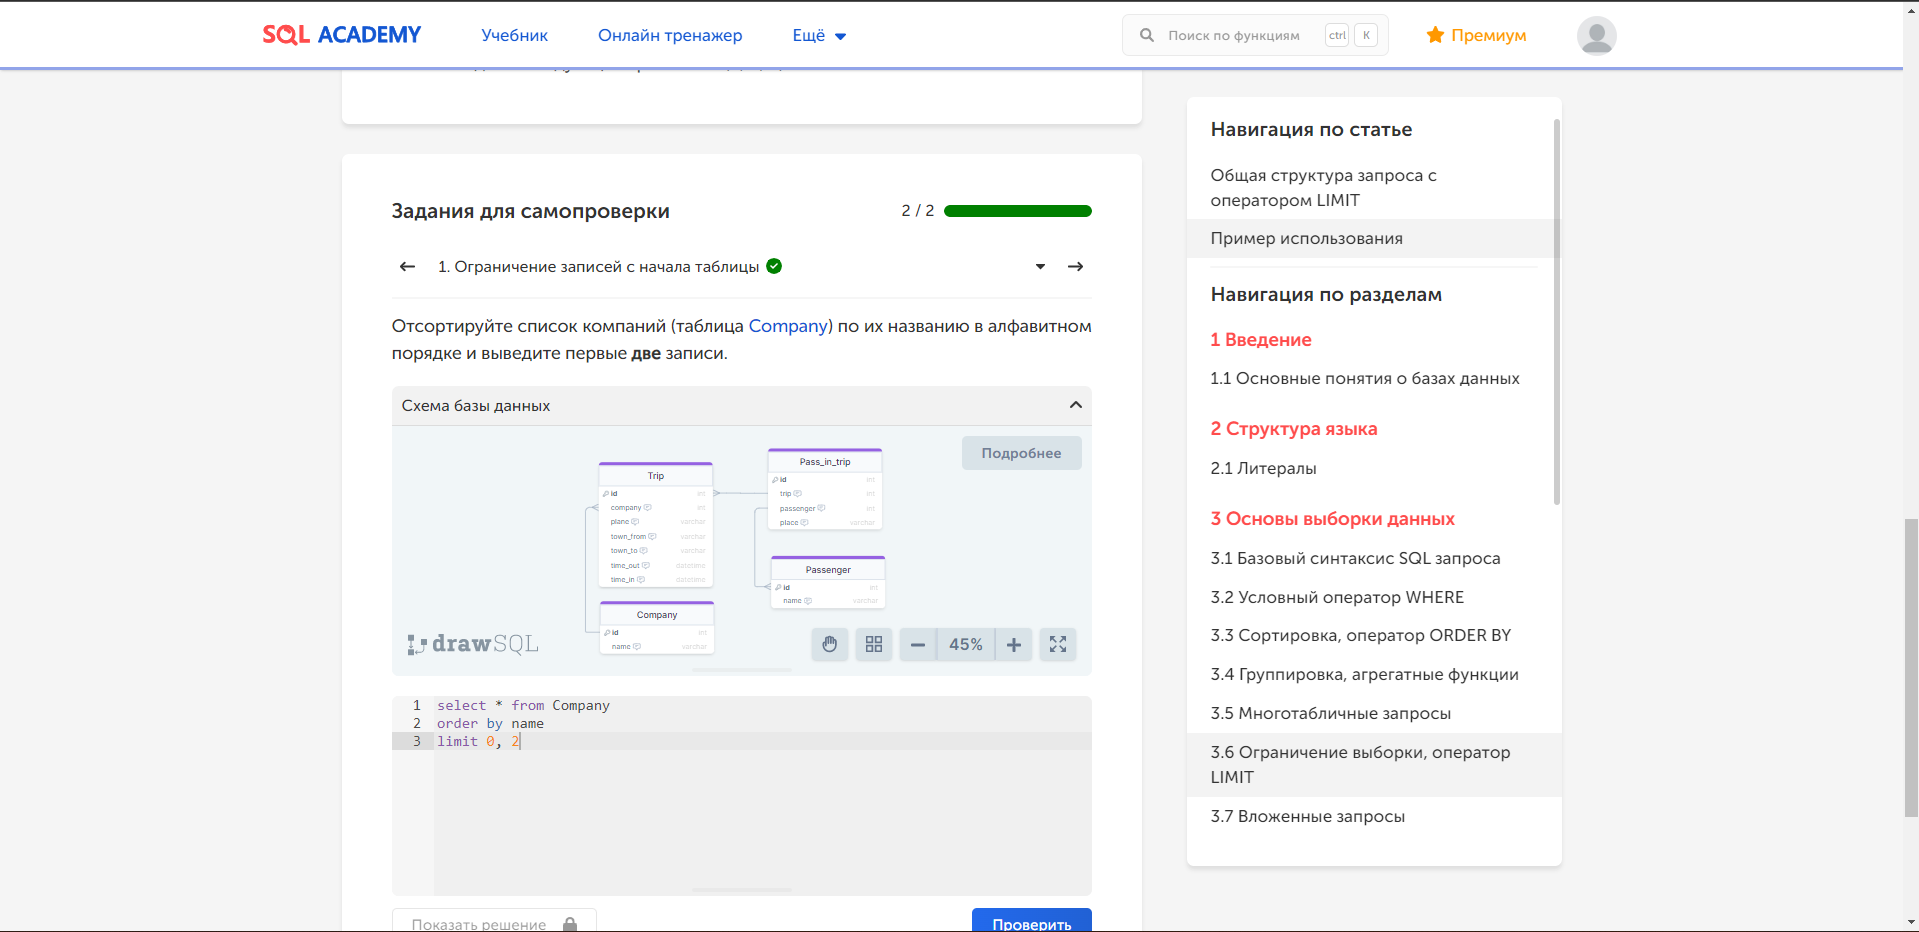 SQL ACADEMY
Учебник
Онлайн тренажер
Ещё
Поиск по функциям
ctrl
K
Премиум
Задания для самопроверки
2 / 2
1. Ограничение записей с начала таблицы
Отсортируйте список компаний (таблица Company) по их названию в алфавитном
порядке и выведите первые две записи.
Схема базы данных
Подробнее
Trip
id int
company int
plane varchar
town_from varchar
town_to varchar
time_out datetime
time_in datetime
Pass_in_trip
id int
trip int
passenger int
place varchar
Passenger
id int
name varchar
Company
id int
name varchar
drawSQL
45%
1 select * from Company
2 order by name
3 limit 0, 2
Показать решение
Проверить
Навигация по статье
Общая структура запроса с
оператором LIMIT
Пример использования
Навигация по разделам
1 Введение
1.1 Основные понятия о базах данных
2 Структура языка
2.1 Литералы
3 Основы выборки данных
3.1 Базовый синтаксис SQL запроса
3.2 Условный оператор WHERE
3.3 Сортировка, оператор ORDER BY
3.4 Группировка, агрегатные функции
3.5 Многотабличные запросы
3.6 Ограничение выборки, оператор
LIMIT
3.7 Вложенные запросы